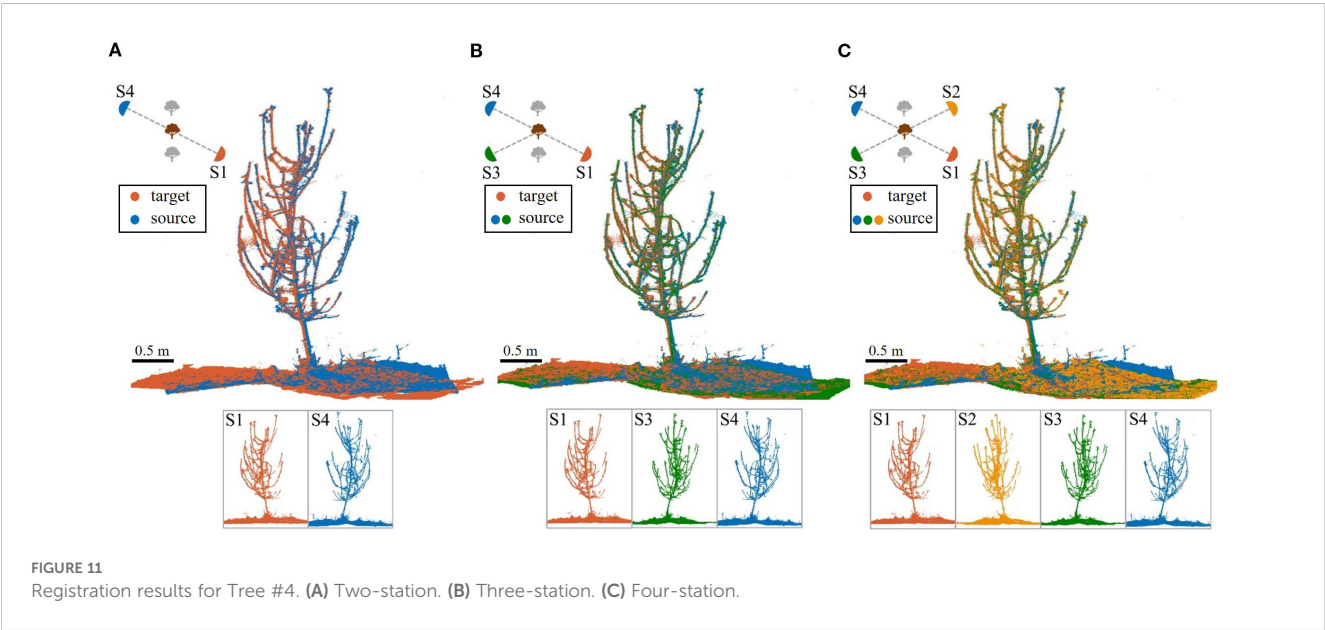 A
S4
S1
target
source
0.5 m
S1
S4
B
S4
S3
S1
target
source
0.5 m
S1
S3
S4
C
S4
S2
S3
S1
target
source
0.5 m
S1
S2
S3
S4
FIGURE 11
Registration results for Tree #4. (A) Two-station. (B) Three-station. (C) Four-station.